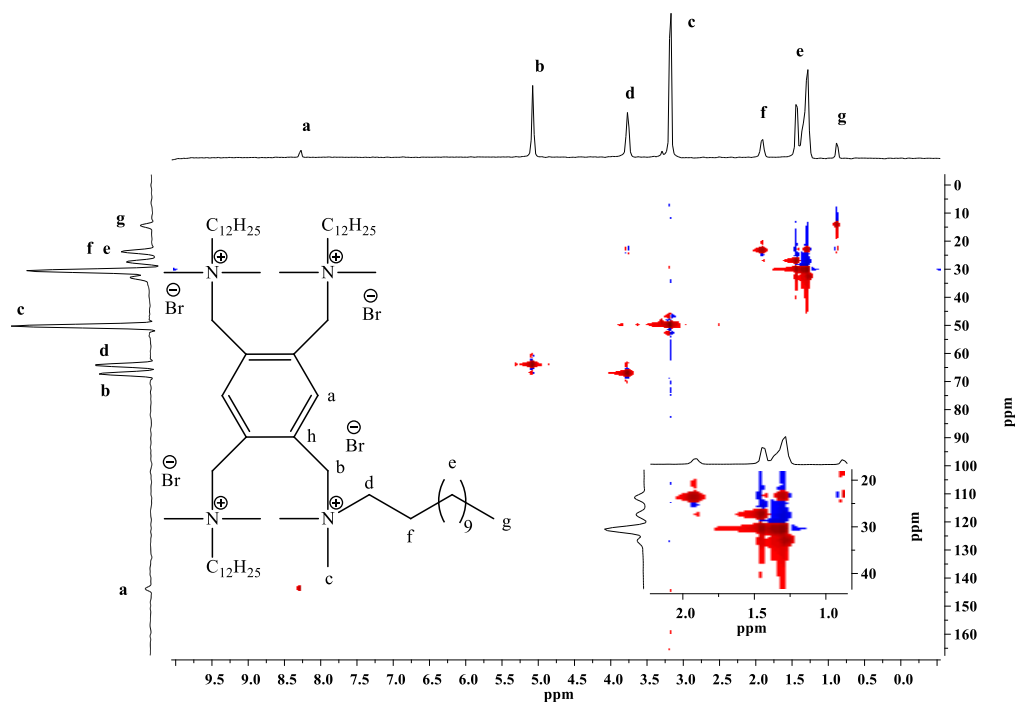 c
e
b
d
f
g
a
g
f e
c
d
b
a
C12H25
C12H25
N
⊕
N
⊕
⊖
Br
⊖
Br
a
h
⊖
Br
⊖
Br
b
d
(e)
9
g
f
N
⊕
N
⊕
C12H25
c
0
10
20
30
40
50
60
70
80
90
100
110
120
130
140
150
160
ppm
20
30
40
ppm
2.0 1.5 1.0
ppm
9.5 9.0 8.5 8.0 7.5 7.0 6.5 6.0 5.5 5.0 4.5 4.0 3.5 3.0 2.5 2.0 1.5 1.0 0.5 0.0
ppm